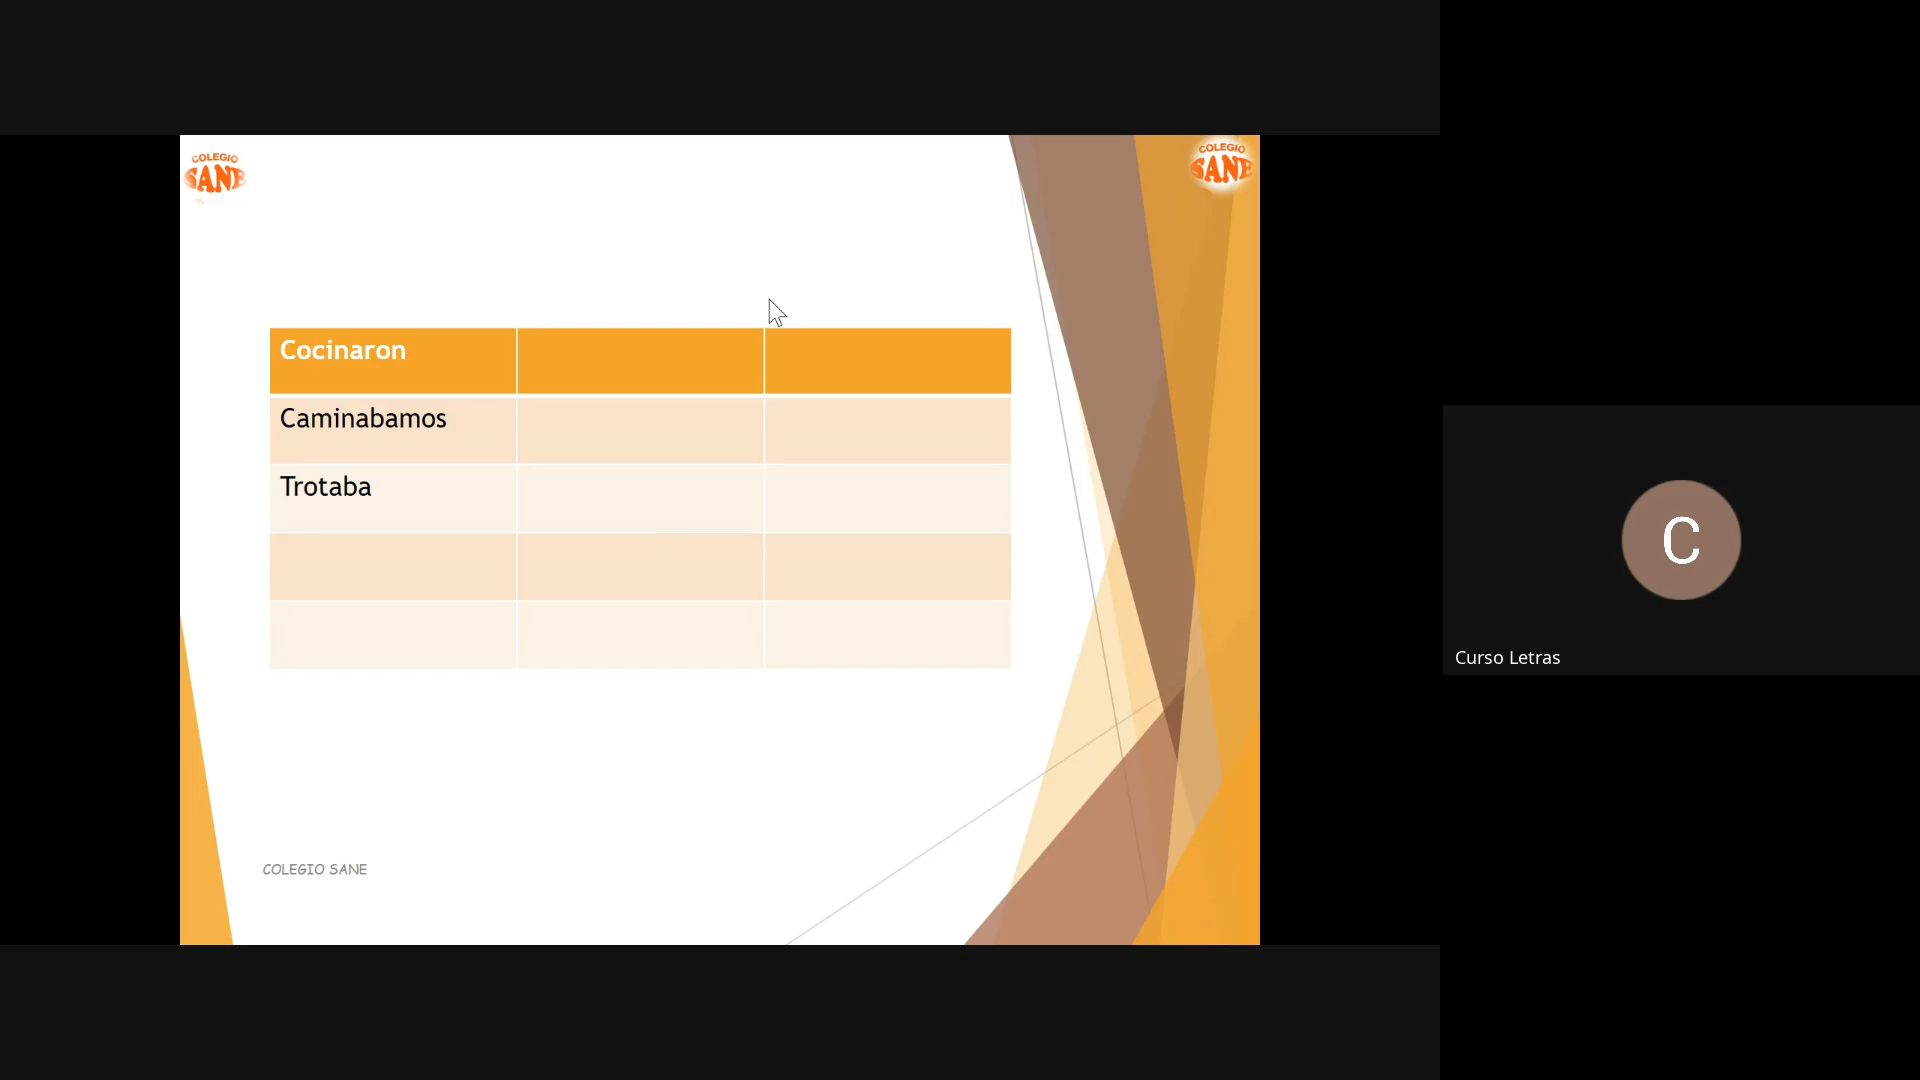 COLEGIO
SANE
COLEGIO
SANE
Cocinaron
Caminabamos
Trotaba
C
Curso Letras
COLEGIO SANE